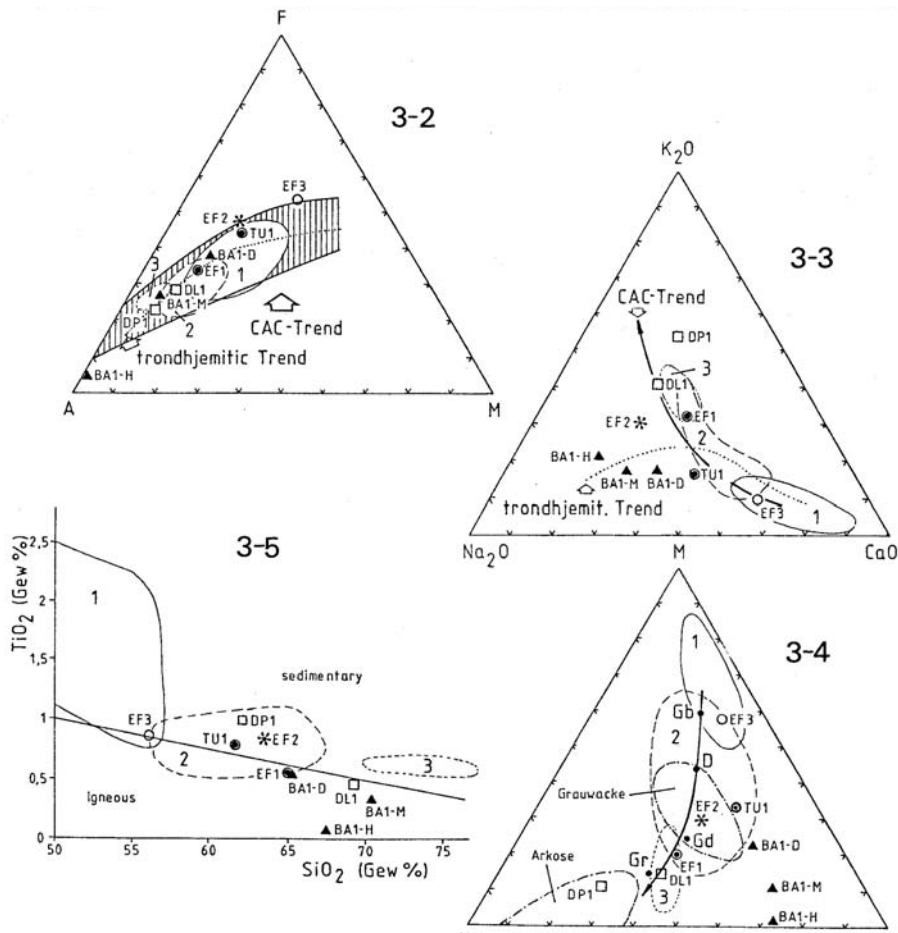 F
3-2
EF3
EF2
TU1
BA1-D
3
EF1
1
DL1
BA1-M
DP1
2
CAC-Trend
trondhjemitic Trend
BA1-H
A
M
K2O
3-3
CAC-Trend
DP1
3
DL1
EF1
EF2
2
BA1-H
BA1-M
BA1-D
TU1
trondhjemit. Trend
EF3
1
Na2O
CaO
3-5
TiO2 (Gew %)
2,5
2
1,5
1
0,5
0
1
sedimentary
EF3
DP1
TU1
EF2
2
EF1
BA1-D
3
DL1
BA1-M
igneous
BA1-H
50
55
60
65
70
75
SiO2 (Gew %)
M
3-4
1
Gb
EF3
2
D
Grauwacke
EF2
TU1
Gd
BA1-D
Arkose
Gr
EF1
DL1
DP1
3
BA1-M
BA1-H